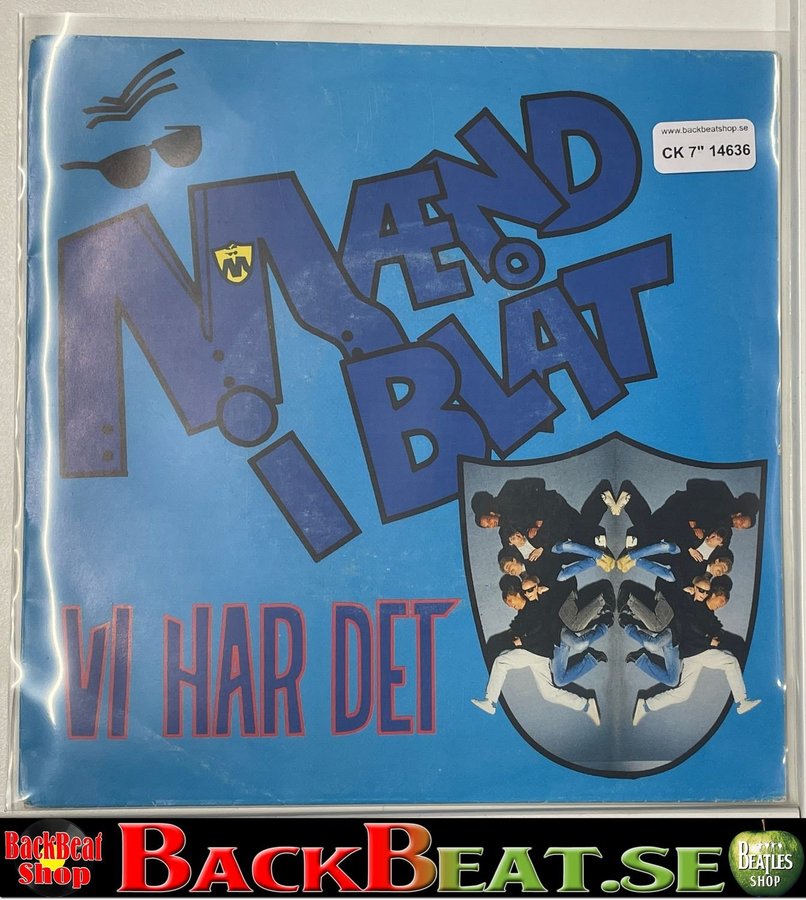 www.backbeatshop.se
CK 7" 14636
MÆND
I BLÅT
M
VI HAR DET
BackBeat
Shop
BACKBEAT.SE
BEATLES
SHOP